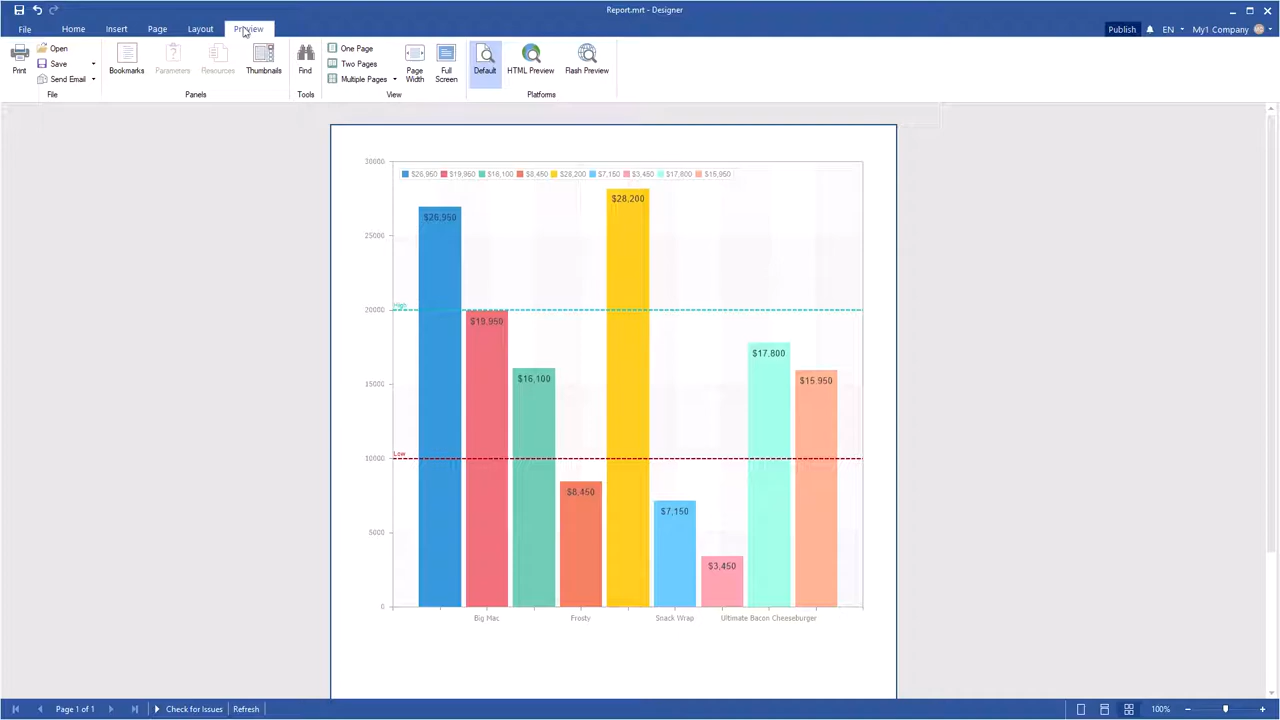 Report.mrt - Designer
File Home Insert Page Layout Preview
Publish EN My1 Company
Print
Open
Save
Send Email
Bookmarks Parameters Resources Thumbnails
Find
One Page
Two Pages
Multiple Pages
Page Width
Full Screen
Default HTML Preview Flash Preview
File Panels Tools View Platforms
30000
$26,950 $19,950 $16,100 $8,450 $28,200 $7,150 $3,450 $17,800 $15,950
$28,200
$26,950
25000
High
20000
$19,950
$17,800
$16,100
$15,950
15000
Low
10000
$8,450
$7,150
5000
$3,450
0
Big Mac Frosty Snack Wrap Ultimate Bacon Cheeseburger
Page 1 of 1 Check for Issues Refresh 100%